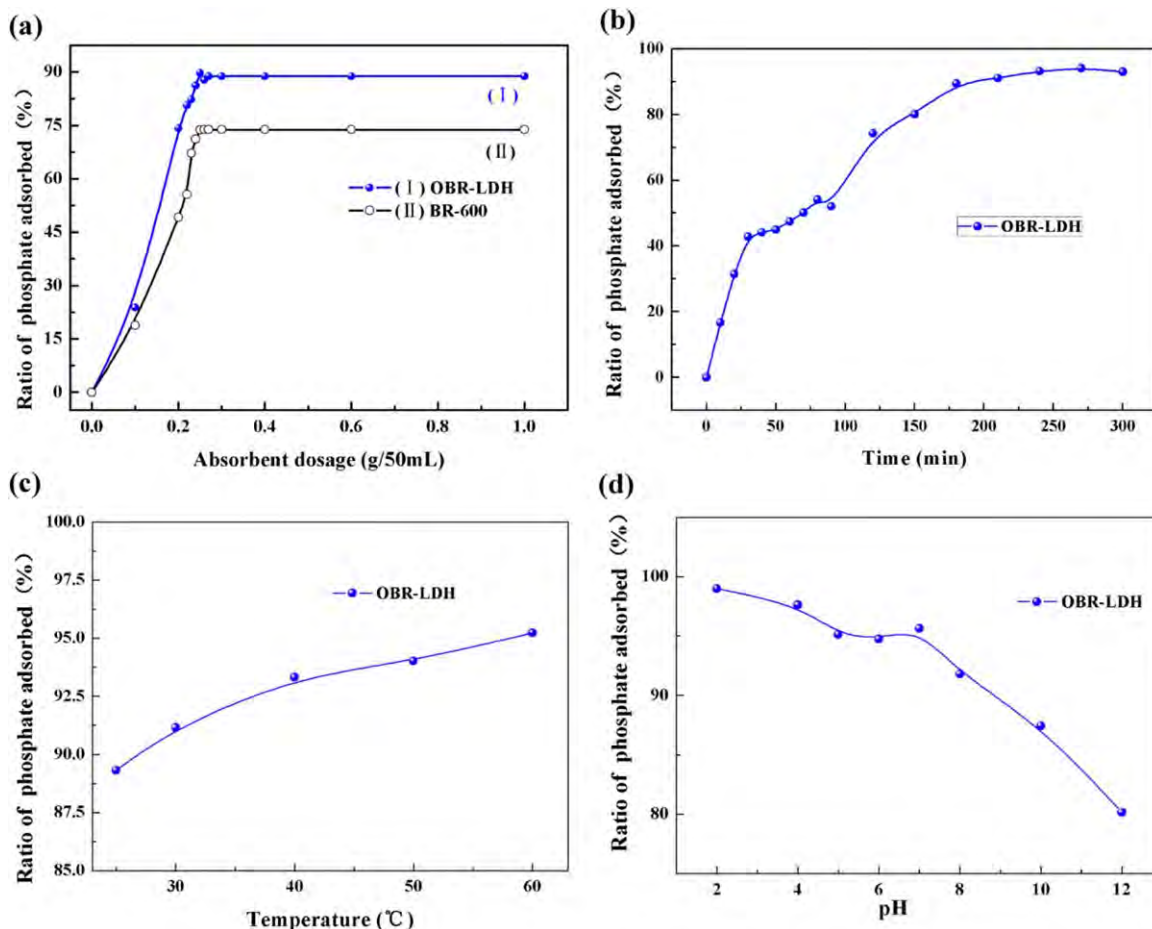 (a)
Ratio of phosphate adsorbed (%)
90
75
60
45
30
15
0
(Ⅰ)
(Ⅱ)
(Ⅰ) OBR-LDH
(Ⅱ) BR-600
0.0 0.2 0.4 0.6 0.8 1.0
Absorbent dosage (g/50mL)
(b)
Ratio of phosphate adsorbed (%)
100
80
60
40
20
0
OBR-LDH
0 50 100 150 200 250 300
Time (min)
(c)
Ratio of phosphate adsorbed (%)
100.0
97.5
95.0
92.5
90.0
87.5
85.0
OBR-LDH
30 40 50 60
Temperature (℃)
(d)
Ratio of phosphate adsorbed (%)
100
90
80
OBR-LDH
2 4 6 8 10 12
pH